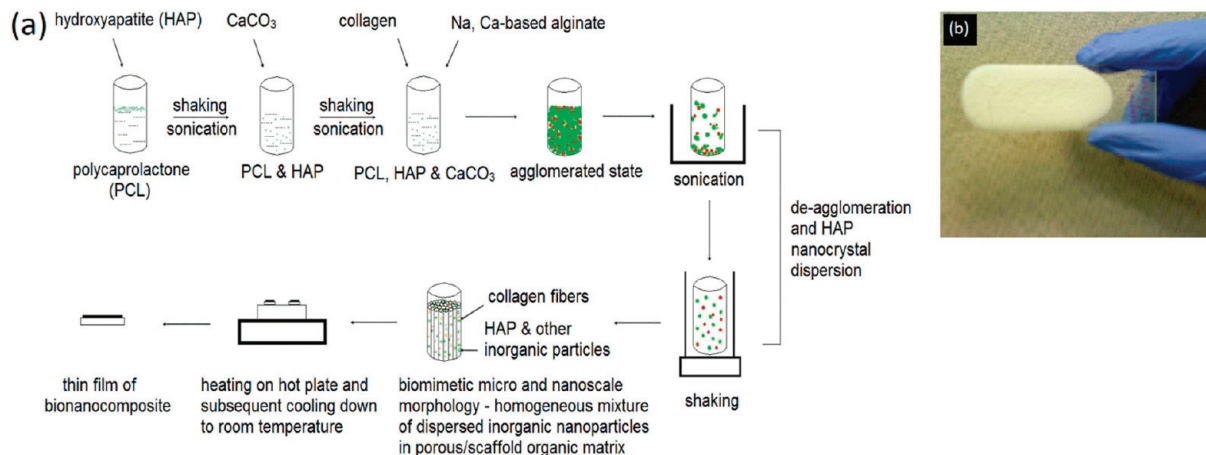 (a)
hydroxyapatite (HAP)
CaCO₃
collagen
Na, Ca-based alginate
shaking
sonication
shaking
sonication
polycaprolactone
(PCL)
PCL & HAP
PCL, HAP & CaCO₃
agglomerated state
sonication
de-agglomeration
and HAP
nanocrystal
dispersion
collagen fibers
HAP & other
inorganic particles
thin film of
bionanocomposite
heating on hot plate and
subsequent cooling down
to room temperature
biomimetic micro and nanoscale
morphology - homogeneous mixture
of dispersed inorganic nanoparticles
in porous/scaffold organic matrix
shaking
(b)